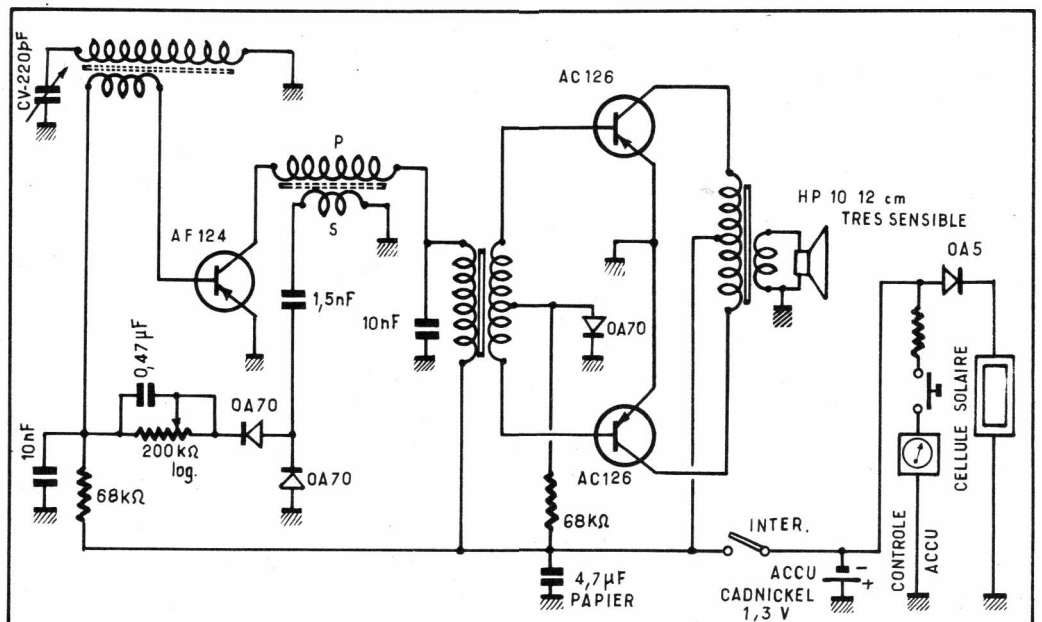 CV-220pF
P
S
AF124
1,5nF
10nF
0,47µF
200kΩ
log.
OA70
OA70
10nF
68kΩ
AC126
AC126
OA70
68kΩ
4,7µF
PAPIER
HP 10 12 cm
TRES SENSIBLE
OA5
INTER.
ACCU
CADNICKEL
1,3 V
-
+
CONTROLE
ACCU
CELLULE SOLAIRE